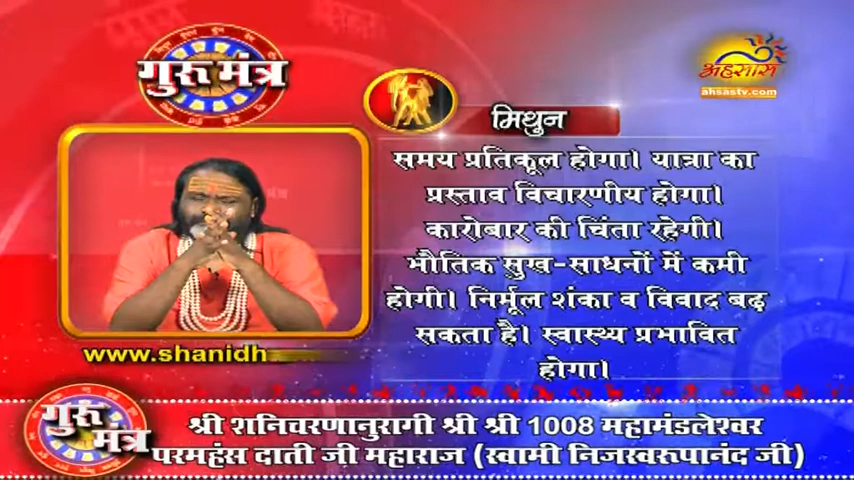 गुरु मंत्र
अहसास
ahsastv.com
मिथुन
समय प्रतिकूल होगा। यात्रा का
प्रस्ताव विचारणीय होगा।
कारोबार की चिंता रहेगी।
भौतिक सुख-साधनों में कमी
होगी। निर्मूल शंका व विवाद बढ़
सकता है। स्वास्थ्य प्रभावित
होगा।
www.shanidh
गुरु
मंत्र
श्री शनिचरणानुरागी श्री श्री 1008 महामंडलेश्वर
परमहंस दाती जी महाराज (स्वामी निजस्वरूपानंद जी)